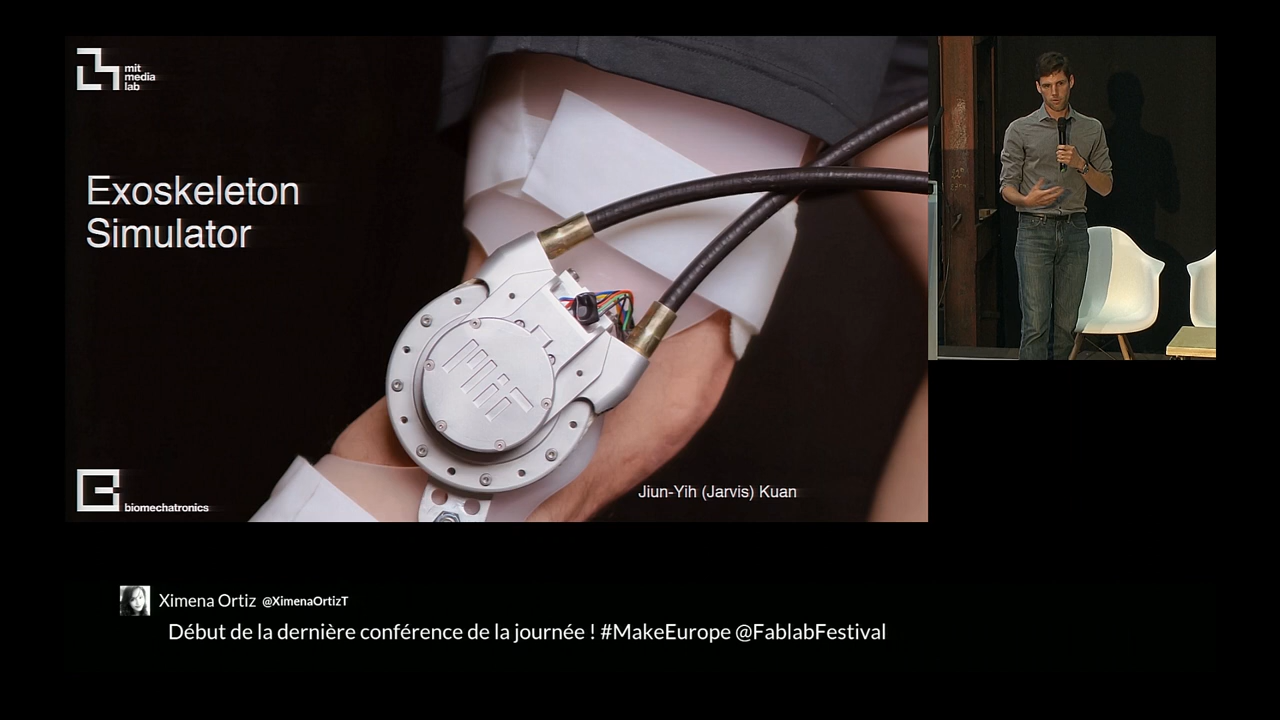 mit
media
lab
Exoskeleton
Simulator
MIT
Jiun-Yih (Jarvis) Kuan
biomechatronics
Ximena Ortiz @XimenaOrtizT
Début de la dernière conférence de la journée ! #MakeEurope @FablabFestival